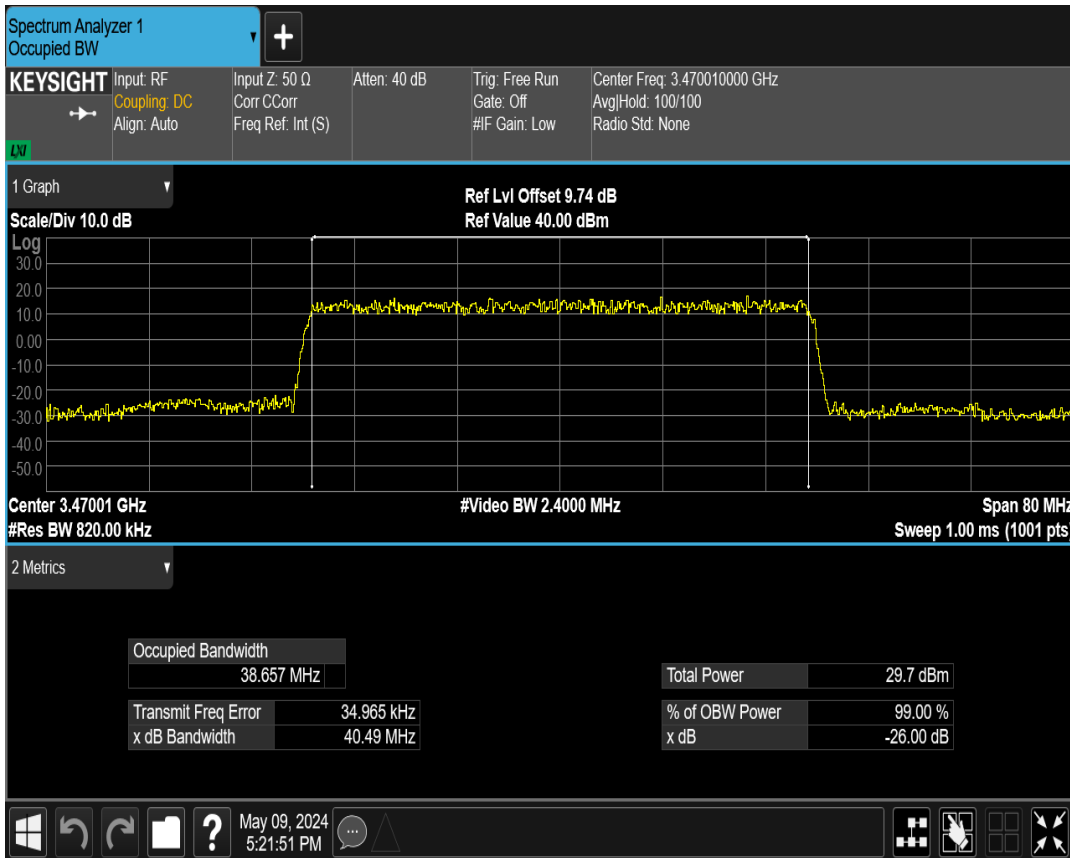 Spectrum Analyzer 1
Occupied BW
+
KEYSIGHT
LXI
Input: RF
Coupling: DC
Align: Auto
Input Z: 50 Ω
Corr CCorr
Freq Ref: Int (S)
Atten: 40 dB
Trig: Free Run
Gate: Off
#IF Gain: Low
Center Freq: 3.470010000 GHz
Avg|Hold: 100/100
Radio Std: None
1 Graph
Scale/Div 10.0 dB
Ref Lvl Offset 9.74 dB
Ref Value 40.00 dBm
Log
30.0
20.0
10.0
0.00
-10.0
-20.0
-30.0
-40.0
-50.0
Center 3.47001 GHz
#Video BW 2.4000 MHz
Span 80 MHz
#Res BW 820.00 kHz
Sweep 1.00 ms (1001 pts)
2 Metrics
Occupied Bandwidth
38.657 MHz
Total Power 29.7 dBm
Transmit Freq Error 34.965 kHz
% of OBW Power 99.00 %
x dB Bandwidth 40.49 MHz
x dB -26.00 dB
?
May 09, 2024
5:21:51 PM